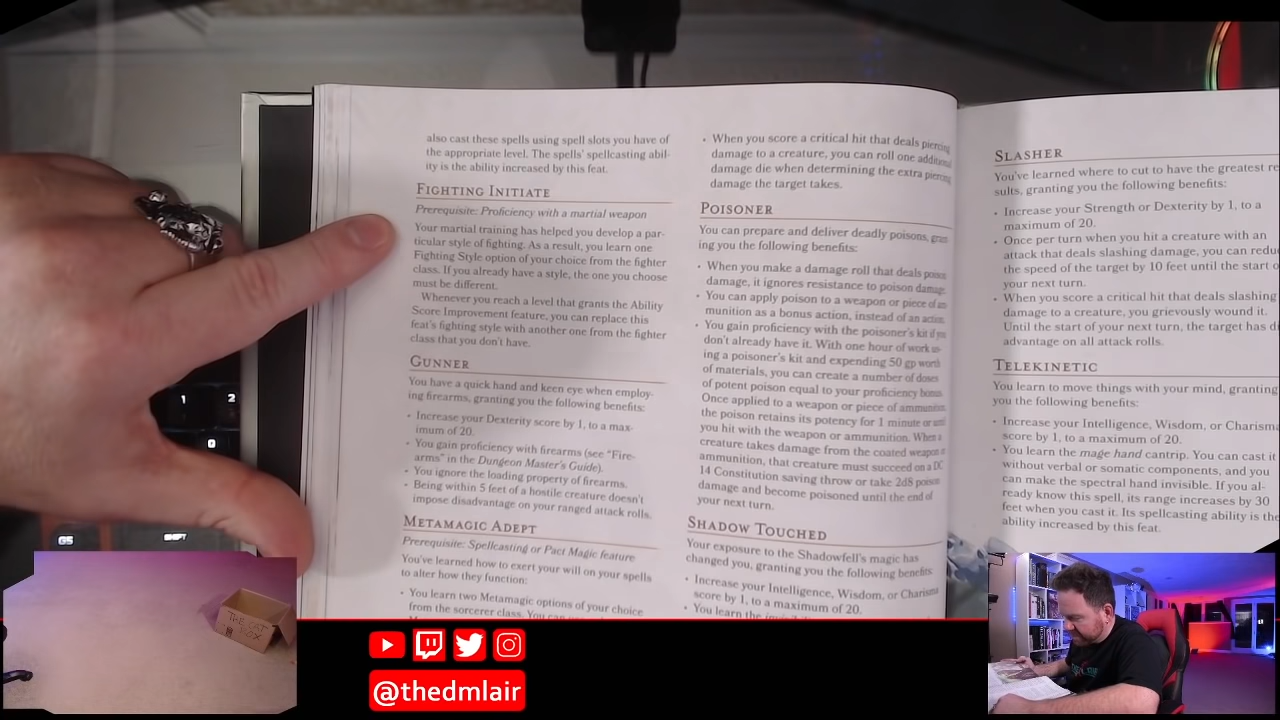 also cast these spells using spell slots you have of
the appropriate level. The spells' spellcasting abil-
ity is the ability increased by this feat.
FIGHTING INITIATE
Prerequisite: Proficiency with a martial weapon
Your martial training has helped you develop a par-
ticular style of fighting. As a result, you learn one
Fighting Style option of your choice from the fighter
class. If you already have a style, the one you choose
must be different.
Whenever you reach a level that grants the Ability
Score Improvement feature, you can replace this
feat's fighting style with another one from the fighter
class that you don't have.
GUNNER
You have a quick hand and keen eye when employ-
ing firearms, granting you the following benefits:
• Increase your Dexterity score by 1, to a max-
imum of 20.
• You gain proficiency with firearms (see "Fire-
arms" in the Dungeon Master's Guide).
• You ignore the loading property of firearms.
• Being within 5 feet of a hostile creature doesn't
impose disadvantage on your ranged attack rolls.
METAMAGIC ADEPT
Prerequisite: Spellcasting or Pact Magic feature
You've learned how to exert your will on your spells
to alter how they function:
• You learn two Metamagic options of your choice
from the sorcerer class. You can
• When you score a critical hit that deals piercing
damage to a creature, you can roll one additional
damage die when determining the extra piercing
damage the target takes.
POISONER
You can prepare and deliver deadly poisons, grant-
ing you the following benefits:
• When you make a damage roll that deals poison
damage, it ignores resistance to poison damage.
• You can apply poison to a weapon or piece of am-
munition as a bonus action, instead of an action.
• You gain proficiency with the poisoner's kit if you
don't already have it. With one hour of work us-
ing a poisoner's kit and expending 50 gp worth
of materials, you can create a number of doses
of potent poison equal to your proficiency bonus.
Once applied to a weapon or piece of ammunition,
the poison retains its potency for 1 minute or until
you hit with the weapon or ammunition. When a
creature takes damage from the coated weapon or
ammunition, that creature must succeed on a DC
14 Constitution saving throw or take 2d8 poison
damage and become poisoned until the end of
your next turn.
SHADOW TOUCHED
Your exposure to the Shadowfell's magic has
changed you, granting you the following benefits:
• Increase your Intelligence, Wisdom, or Charisma
score by 1, to a maximum of 20.
• You learn the
SLASHER
You've learned where to cut to have the greatest re
sults, granting you the following benefits:
• Increase your Strength or Dexterity by 1, to a
maximum of 20.
• Once per turn when you hit a creature with an
attack that deals slashing damage, you can redu
the speed of the target by 10 feet until the start o
your next turn.
• When you score a critical hit that deals slashing
damage to a creature, you grievously wound it.
Until the start of your next turn, the target has di
advantage on all attack rolls.
TELEKINETIC
You learn to move things with your mind, granting
you the following benefits:
• Increase your Intelligence, Wisdom, or Charisma
score by 1, to a maximum of 20.
• You learn the mage hand cantrip. You can cast it
without verbal or somatic components, and you
can make the spectral hand invisible. If you al-
ready know this spell, its range increases by 30
feet when you cast it. Its spellcasting ability is the
ability increased by this feat.
1
2
0
G5
SHIFT
THE CAT
BOX
@thedmlair